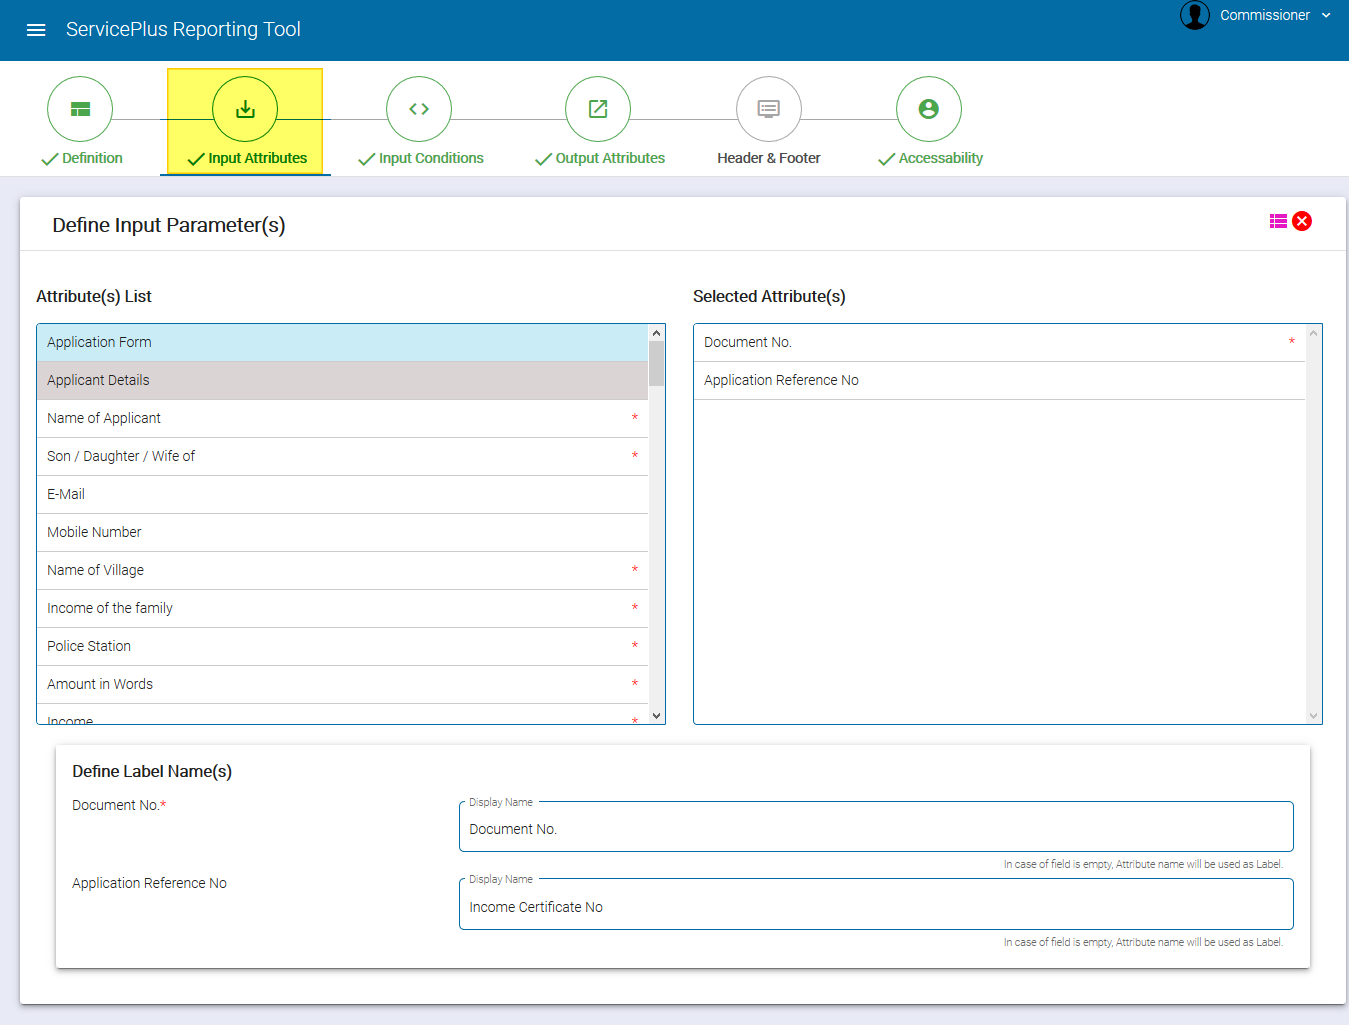 ServicePlus Reporting Tool
Commissioner
Definition
Input Attributes
Input Conditions
Output Attributes
Header & Footer
Accessability
Define Input Parameter(s)
Attribute(s) List
Selected Attribute(s)
Application Form
Applicant Details
Name of Applicant *
Son / Daughter / Wife of *
E-Mail
Mobile Number
Name of Village *
Income of the family *
Police Station *
Amount in Words *
Income *
Document No. *
Application Reference No
Define Label Name(s)
Document No.*
Display Name
Document No.
In case of field is empty, Attribute name will be used as Label.
Application Reference No
Display Name
Income Certificate No
In case of field is empty, Attribute name will be used as Label.